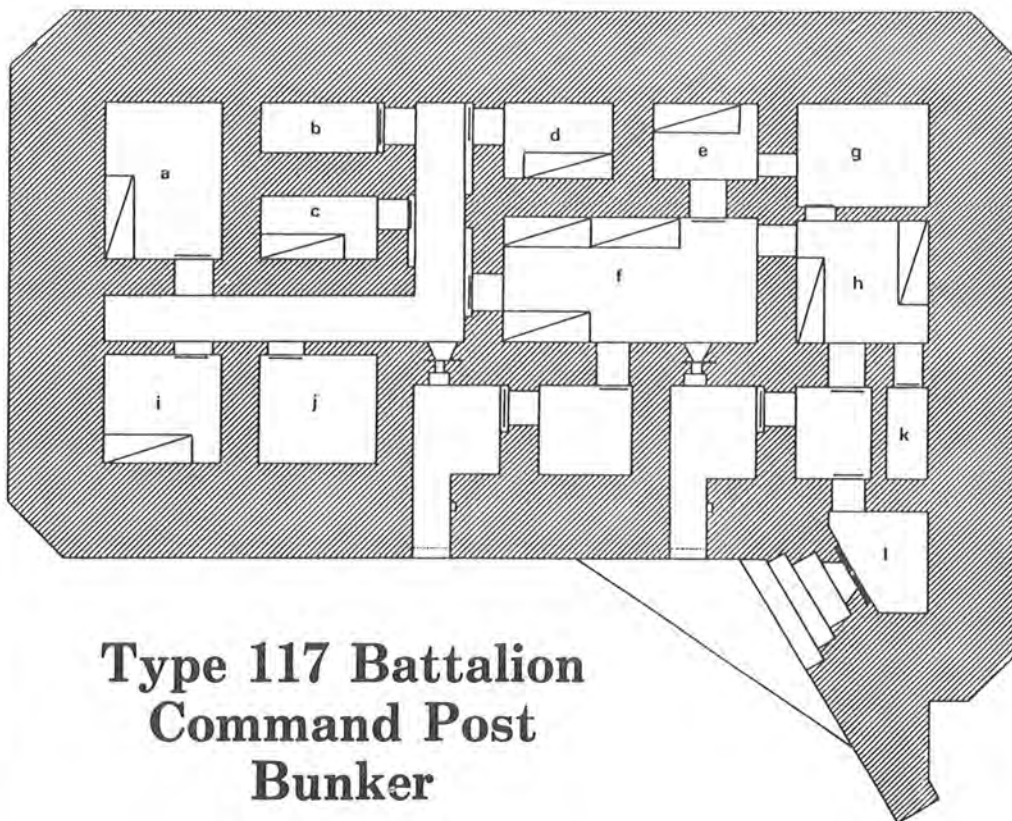 a b c d e g
f h
i j k
l
Type 117 Battalion
Command Post
Bunker